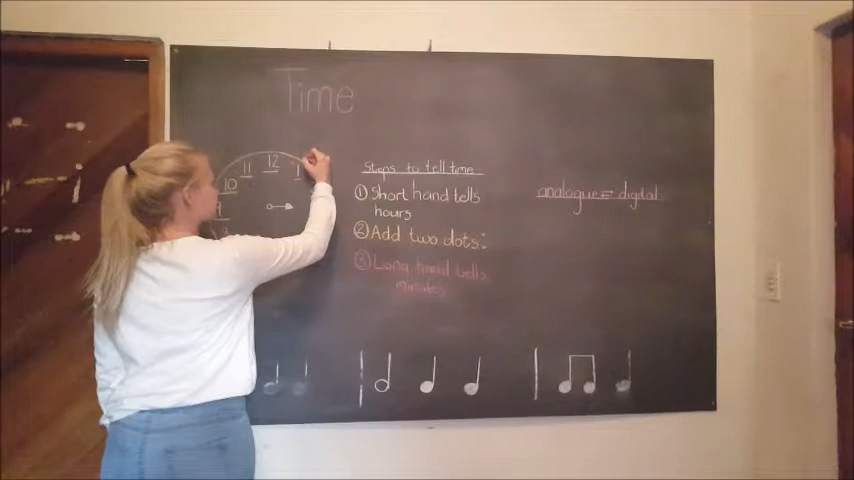 Time
12
11
1
10
9
Steps to tell time
① Short hand tells
hours
② Add two dots:
③ Long hand tells
minutes
analogue = digital